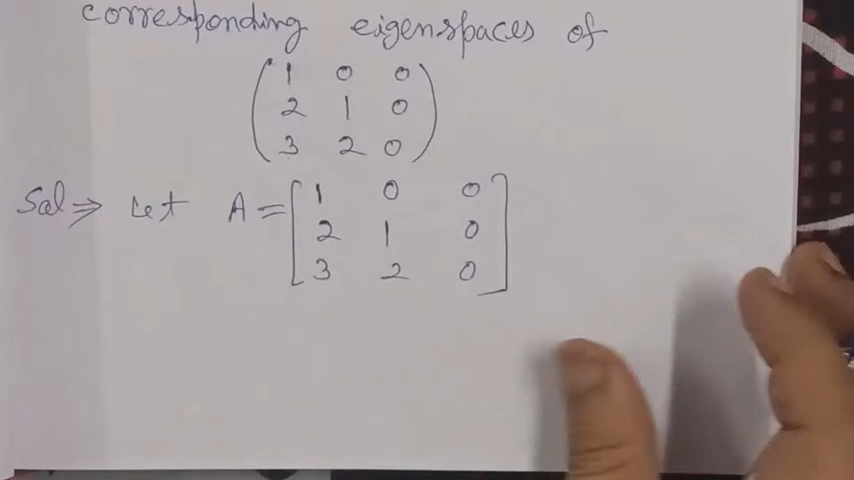 corresponding eigenspaces of
1 0 0
2 1 0
3 2 0
Sol ⇒ Let A = 1 0 0
2 1 0
3 2 0